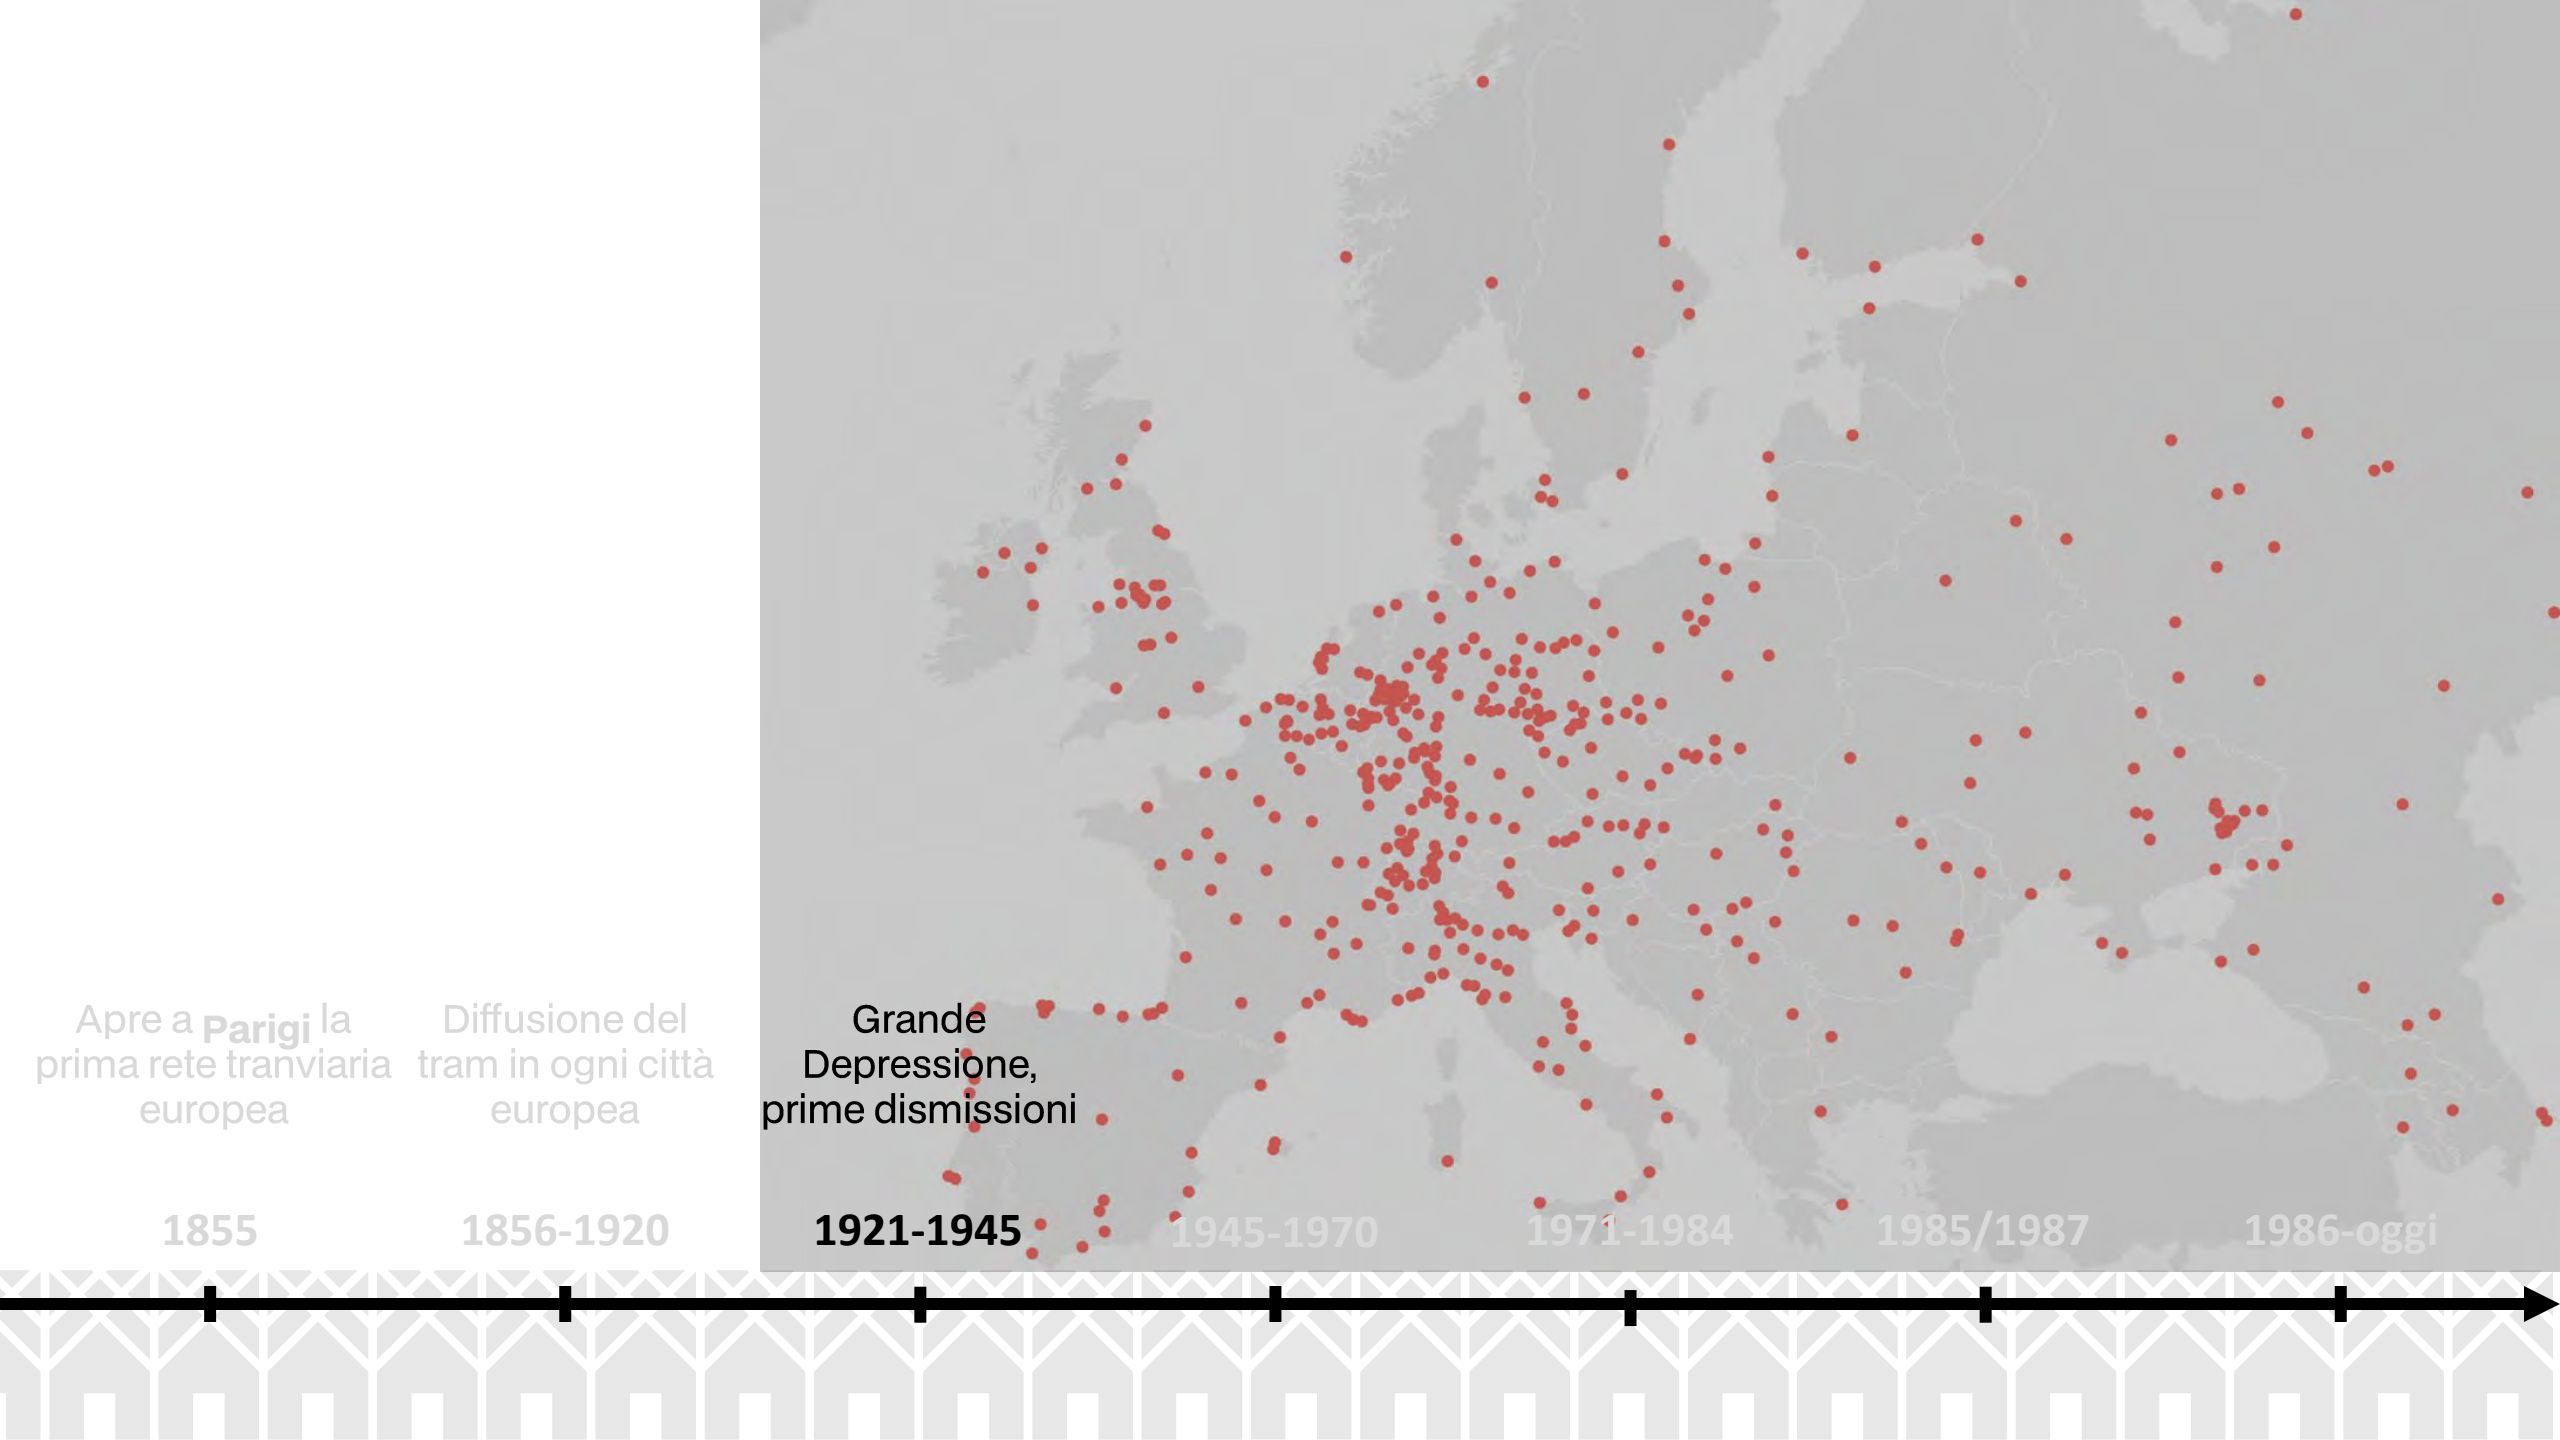 Apre a Parigi la
prima rete tranviaria
europea
1855
Diffusione del
tram in ogni città
europea
1856-1920
Grande
Depressione,
prime dismissioni
1921-1945
1945-1970
1971-1984
1985/1987
1986-oggi